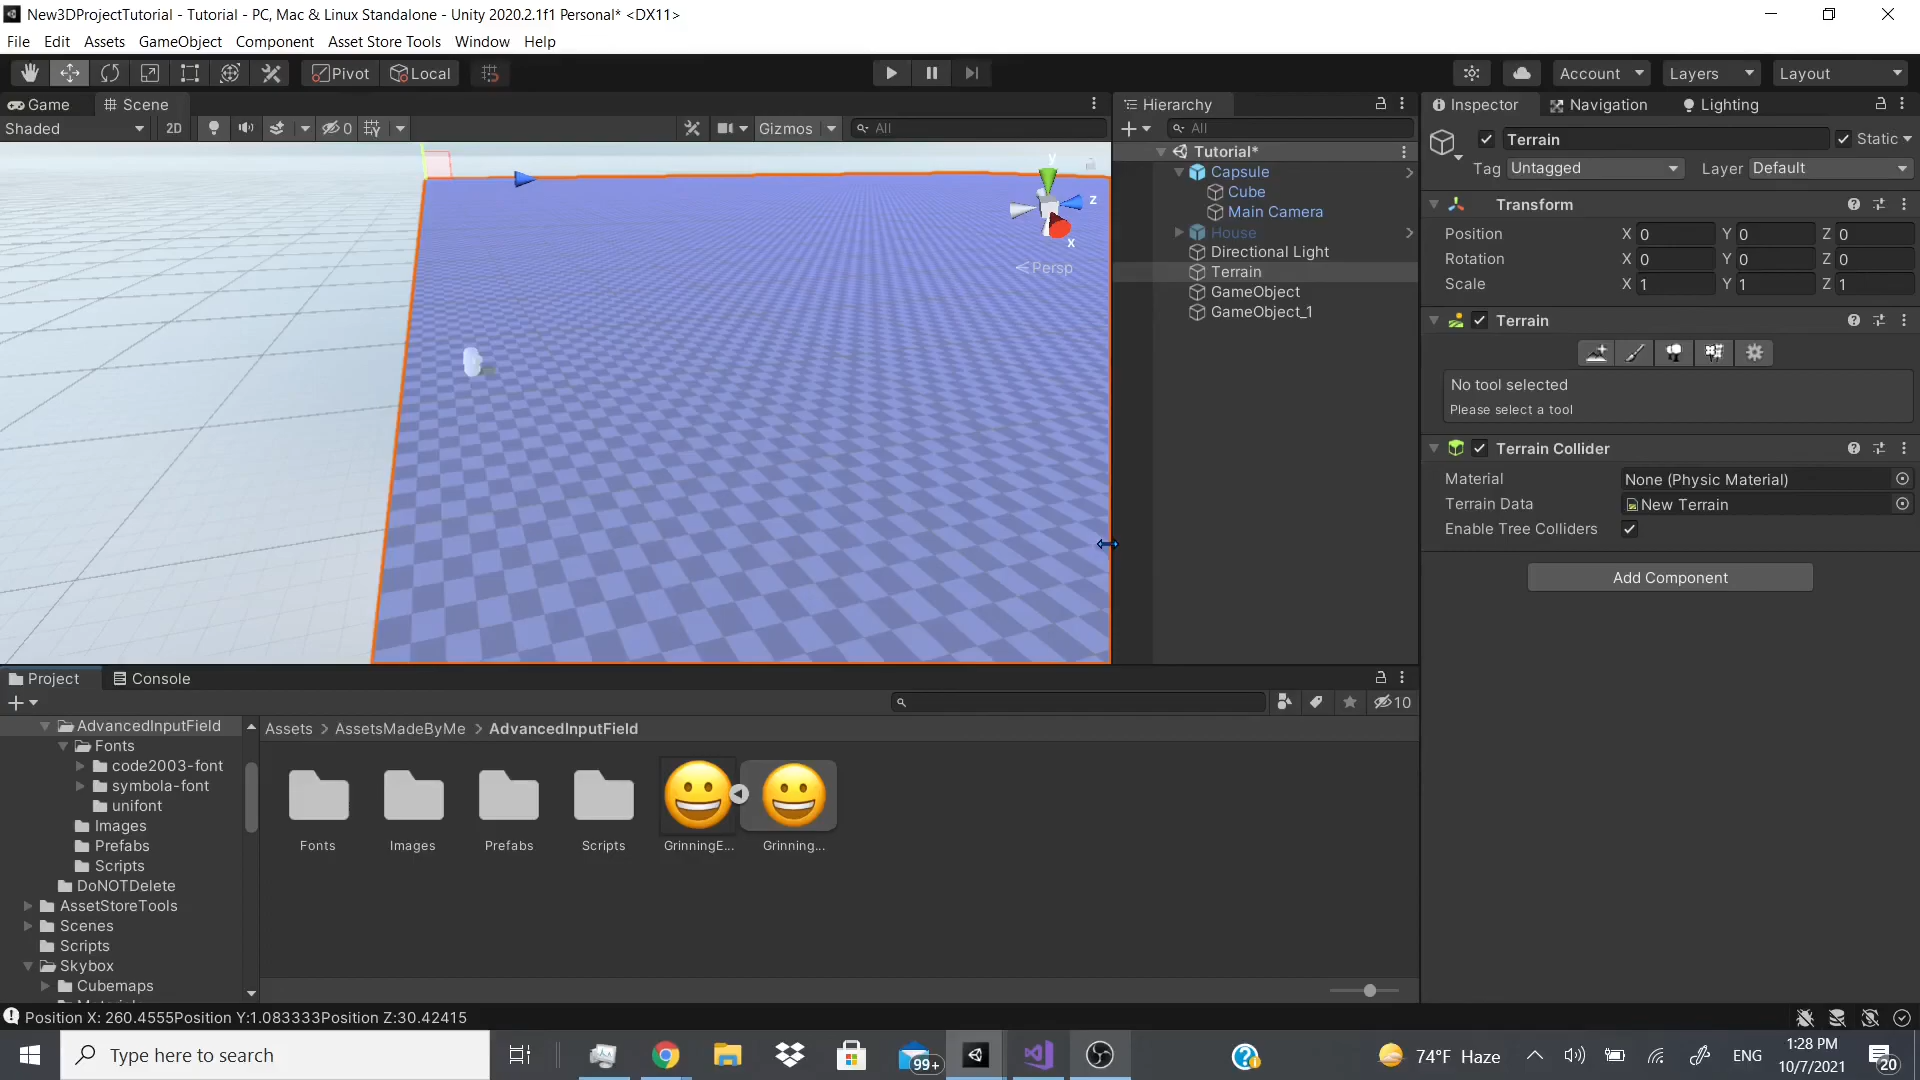 New3DProjectTutorial - Tutorial - PC, Mac & Linux Standalone - Unity 2020.2.1f1 Personal* <DX11>
File Edit Assets GameObject Component Asset Store Tools Window Help
Pivot Local Account Layers Layout
Game Scene
Shaded 2D 0 Gizmos All
y
z
x
Persp
Hierarchy
All
Tutorial*
Capsule
Cube
Main Camera
House
Directional Light
Terrain
GameObject
GameObject_1
Inspector Navigation Lighting
Terrain Static
Tag Untagged Layer Default
Transform
Position X 0 Y 0 Z 0
Rotation X 0 Y 0 Z 0
Scale X 1 Y 1 Z 1
Terrain
No tool selected
Please select a tool
Terrain Collider
Material None (Physic Material)
Terrain Data New Terrain
Enable Tree Colliders
Add Component
Project Console
10
AdvancedInputField
Fonts
code2003-font
symbola-font
unifont
Images
Prefabs
Scripts
DoNOTDelete
AssetStoreTools
Scenes
Scripts
Skybox
Cubemaps
Assets > AssetsMadeByMe > AdvancedInputField
Fonts Images Prefabs Scripts GrinningE... Grinning...
Position X: 260.4555Position Y:1.083333Position Z:30.42415
Type here to search
99+
74°F Haze
ENG
1:28 PM
10/7/2021
20